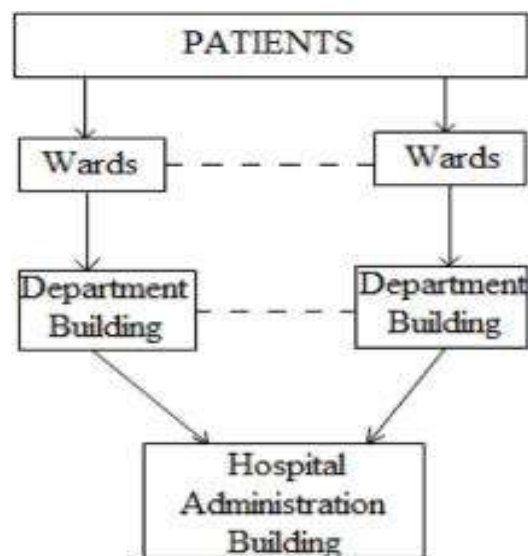 PATIENTS
Wards
Wards
Department
Building
Department
Building
Hospital
Administration
Building